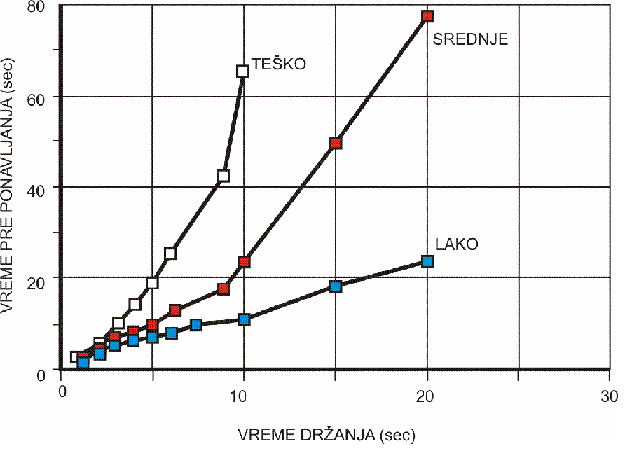 80
60
40
20
0
VREME PRE PONAVLJANJA (sec)
TEŠKO
SREDNJE
LAKO
0
10
20
30
VREME DRŽANJA (sec)